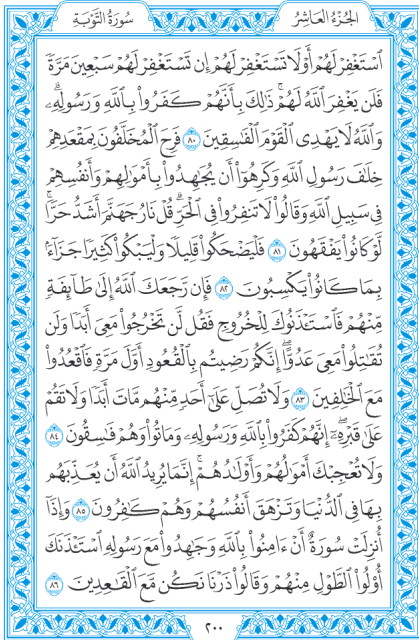 سُورَةُ التَّوْبَةِ
الجُزْءُ العَاشِرُ
ٱسْتَغْفِرْ لَهُمْ أَوْ لَا تَسْتَغْفِرْ لَهُمْ إِن تَسْتَغْفِرْ لَهُمْ سَبْعِينَ مَرَّةً
فَلَن يَغْفِرَ ٱللَّهُ لَهُمْ ۚ ذَٰلِكَ بِأَنَّهُمْ كَفَرُوا۟ بِٱللَّهِ وَرَسُولِهِۦ ۗ
وَٱللَّهُ لَا يَهْدِى ٱلْقَوْمَ ٱلْفَٰسِقِينَ ٨٠ فَرِحَ ٱلْمُخَلَّفُونَ بِمَقْعَدِهِمْ
خِلَٰفَ رَسُولِ ٱللَّهِ وَكَرِهُوٓا۟ أَن يُجَٰهِدُوا۟ بِأَمْوَٰلِهِمْ وَأَنفُسِهِمْ
فِى سَبِيلِ ٱللَّهِ وَقَالُوا۟ لَا تَنفِرُوا۟ فِى ٱلْحَرِّ ۗ قُلْ نَارُ جَهَنَّمَ أَشَدُّ حَرًّا ۚ
لَّوْ كَانُوا۟ يَفْقَهُونَ ٨١ فَلْيَضْحَكُوا۟ قَلِيلًا وَلْيَبْكُوا۟ كَثِيرًا جَزَآءًۢ
بِمَا كَانُوا۟ يَكْسِبُونَ ٨٢ فَإِن رَّجَعَكَ ٱللَّهُ إِلَىٰ طَآئِفَةٍ
مِّنْهُمْ فَٱسْتَـْٔذَنُوكَ لِلْخُرُوجِ فَقُل لَّن تَخْرُجُوا۟ مَعِىَ أَبَدًا وَلَن
تُقَٰتِلُوا۟ مَعِىَ عَدُوًّا ۖ إِنَّكُمْ رَضِيتُم بِٱلْقُعُودِ أَوَّلَ مَرَّةٍ فَٱقْعُدُوا۟
مَعَ ٱلْخَٰلِفِينَ ٨٣ وَلَا تُصَلِّ عَلَىٰٓ أَحَدٍ مِّنْهُم مَّاتَ أَبَدًا وَلَا تَقُمْ
عَلَىٰ قَبْرِهِۦٓ ۖ إِنَّهُمْ كَفَرُوا۟ بِٱللَّهِ وَرَسُولِهِۦ وَمَاتُوا۟ وَهُمْ فَٰسِقُونَ ٨٤
وَلَا تُعْجِبْكَ أَمْوَٰلُهُمْ وَأَوْلَٰدُهُمْ ۚ إِنَّمَا يُرِيدُ ٱللَّهُ أَن يُعَذِّبَهُم
بِهَا فِى ٱلدُّنْيَا وَتَزْهَقَ أَنفُسُهُمْ وَهُمْ كَٰفِرُونَ ٨٥ وَإِذَآ
أُنزِلَتْ سُورَةٌ أَنْ ءَامِنُوا۟ بِٱللَّهِ وَجَٰهِدُوا۟ مَعَ رَسُولِهِ ٱسْتَـْٔذَنَكَ
أُو۟لُوا۟ ٱلطَّوْلِ مِنْهُمْ وَقَالُوا۟ ذَرْنَا نَكُن مَّعَ ٱلْقَٰعِدِينَ ٨٦
٢٠٠